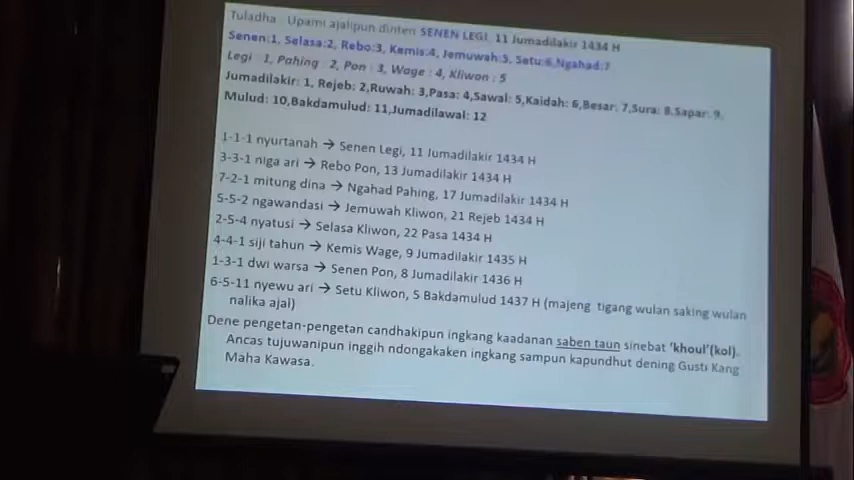 Tuladha : Upami ajalipun dinten SENEN LEGI, 11 Jumadilakir 1434 H
Senen:1, Selasa:2, Rebo:3, Kemis:4, Jemuwah:5, Setu:6,Ngahad:7
Legi : 1, Pahing : 2, Pon : 3, Wage : 4, Kliwon : 5
Jumadilakir: 1, Rejeb: 2,Ruwah: 3,Pasa: 4,Sawal: 5,Kaidah: 6,Besar: 7,Sura: 8,Sapar: 9,
Mulud: 10,Bakdamulud: 11,Jumadilawal: 12
1-1-1 nyurtanah → Senen Legi, 11 Jumadilakir 1434 H
3-3-1 niga ari → Rebo Pon, 13 Jumadilakir 1434 H
7-2-1 mitung dina → Ngahad Pahing, 17 Jumadilakir 1434 H
5-5-2 ngawandasi → Jemuwah Kliwon, 21 Rejeb 1434 H
2-5-4 nyatusi → Selasa Kliwon, 22 Pasa 1434 H
4-4-1 siji tahun → Kemis Wage, 9 Jumadilakir 1435 H
1-3-1 dwi warsa → Senen Pon, 8 Jumadilakir 1436 H
6-5-11 nyewu ari → Setu Kliwon, 5 Bakdamulud 1437 H (majeng tigang wulan saking wulan
nalika ajal)
Dene pengetan-pengetan candhakipun ingkang kaadanan saben taun sinebat 'khoul'(kol).
Ancas tujuwanipun inggih ndongakaken ingkang sampun kapundhut dening Gusti Kang
Maha Kawasa.